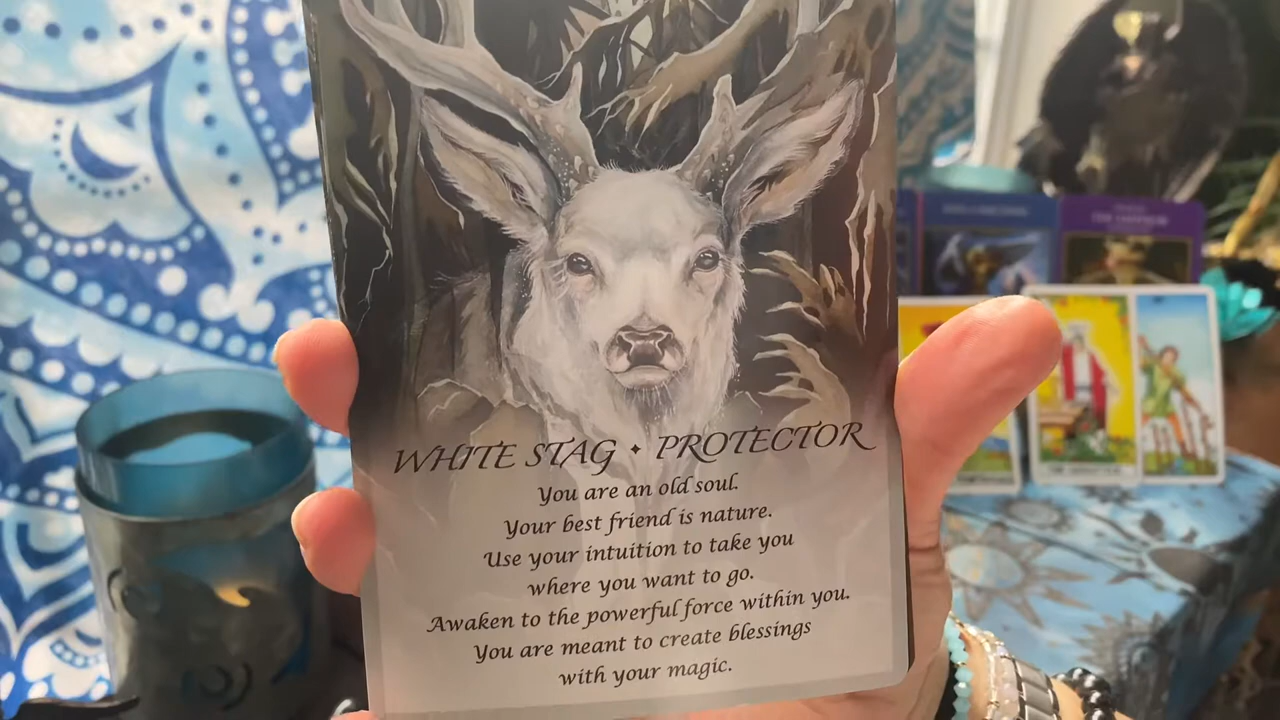 WHITE STAG • PROTECTOR
You are an old soul.
Your best friend is nature.
Use your intuition to take you
where you want to go.
Awaken to the powerful force within you.
You are meant to create blessings
with your magic.